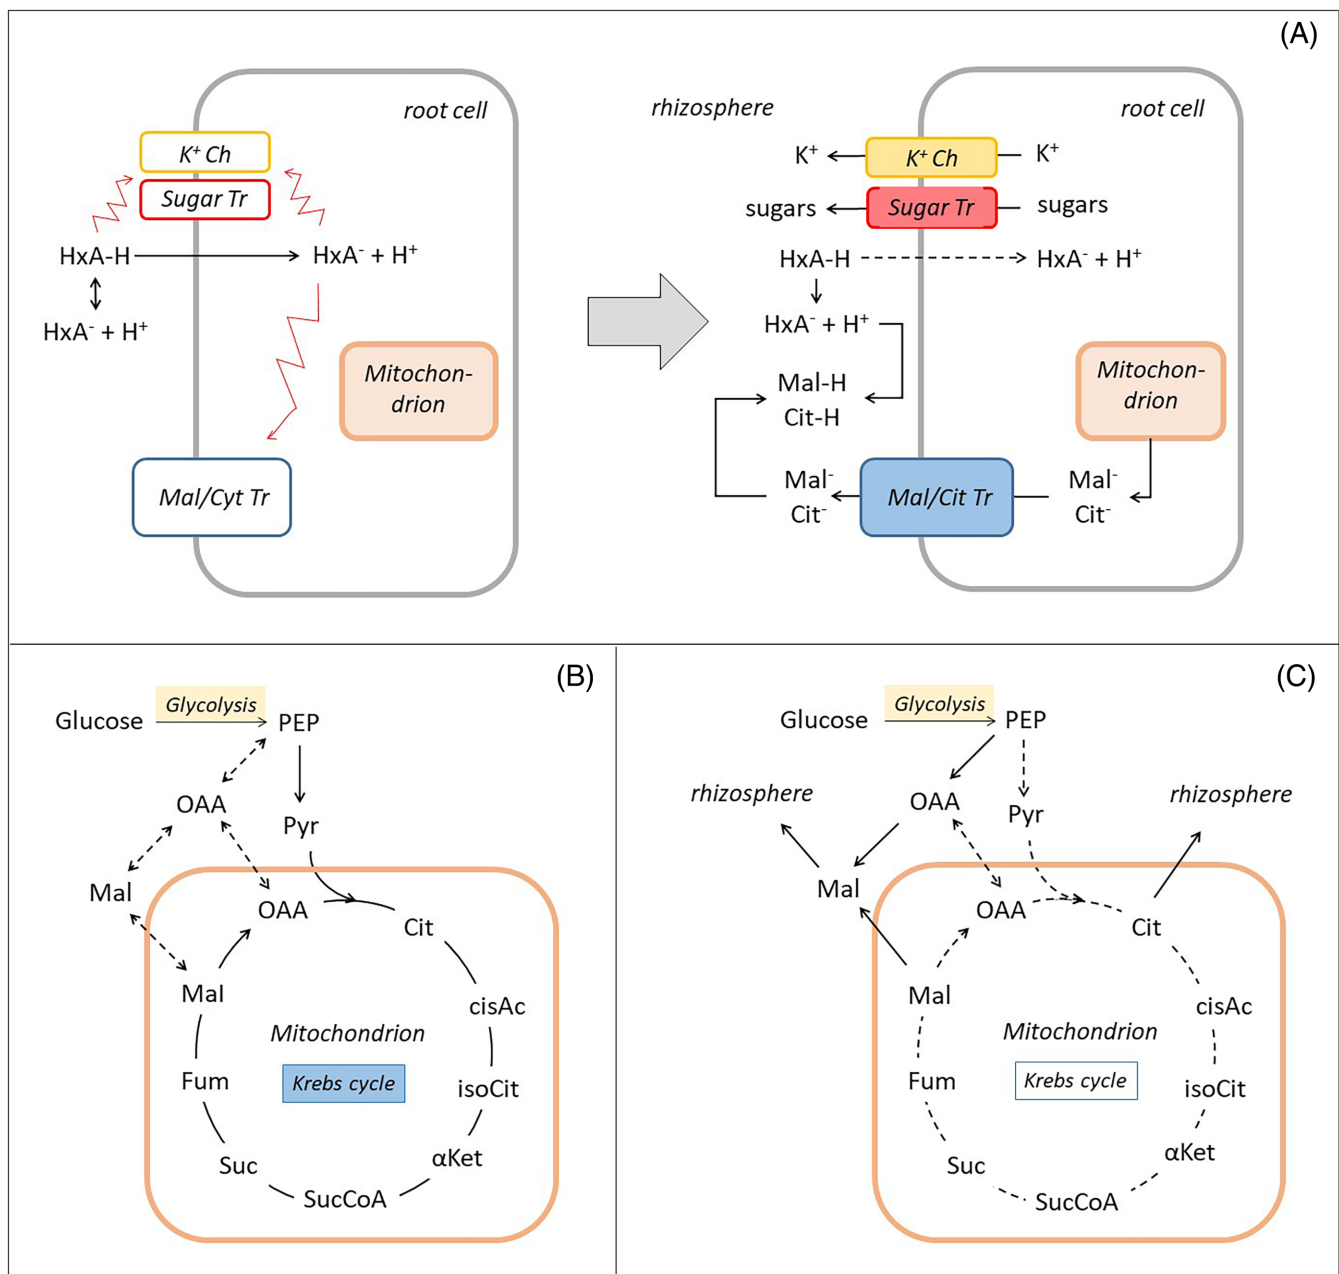 (A)
root cell
K⁺ Ch
Sugar Tr
HxA-H
HxA⁻ + H⁺
HxA⁻ + H⁺
Mitochon-
drion
Mal/Cyt Tr
rhizosphere
root cell
K⁺
K⁺ Ch
K⁺
sugars
Sugar Tr
sugars
HxA-H
HxA⁻ + H⁺
HxA⁻ + H⁺
Mal-H
Cit-H
Mitochon-
drion
Mal⁻
Cit⁻
Mal/Cit Tr
Mal⁻
Cit⁻
(B)
Glucose
Glycolysis
PEP
OAA
Pyr
Mal
OAA
Cit
Mal
cisAc
Mitochondrion
Krebs cycle
Fum
isoCit
Suc
αKet
SucCoA
(C)
Glucose
Glycolysis
PEP
rhizosphere
OAA
Pyr
rhizosphere
Mal
OAA
Cit
Mal
cisAc
Mitochondrion
Krebs cycle
Fum
isoCit
Suc
αKet
SucCoA